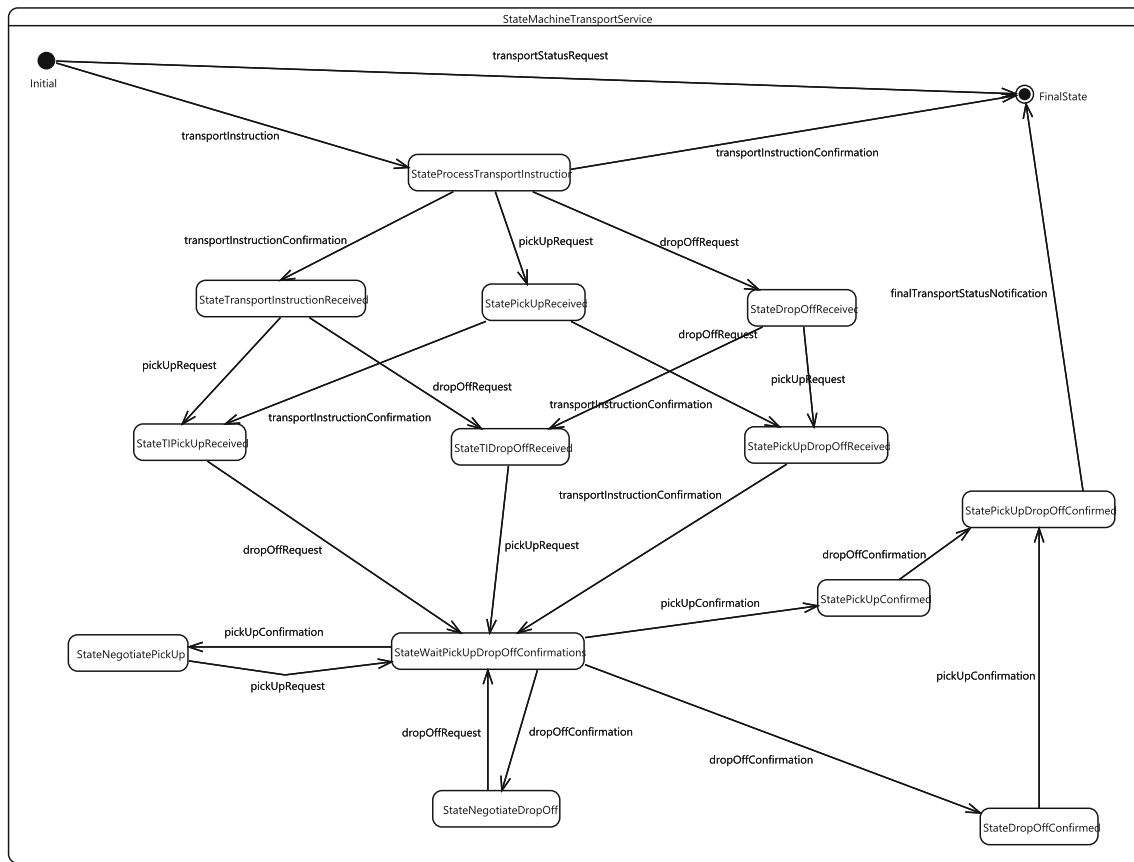 StateMachineTransportService
transportStatusRequest
Initial
FinalState
transportInstruction
transportInstructionConfirmation
StateProcessTransportInstruction
transportInstructionConfirmation
pickUpRequest
dropOffRequest
StateTransportInstructionReceived
StatePickUpReceived
StateDropOffReceived
finalTransportStatusNotification
dropOffRequest
pickUpRequest
dropOffRequest
pickUpRequest
transportInstructionConfirmation
transportInstructionConfirmation
StateTIPickUpReceived
StateTIDropOffReceived
StatePickUpDropOffReceived
transportInstructionConfirmation
StatePickUpDropOffConfirmed
dropOffRequest
pickUpRequest
dropOffConfirmation
StatePickUpConfirmed
pickUpConfirmation
pickUpConfirmation
StateNegotiatePickUp
StateWaitPickUpDropOffConfirmations
pickUpRequest
pickUpConfirmation
dropOffRequest
dropOffConfirmation
dropOffConfirmation
StateNegotiateDropOff
StateDropOffConfirmed